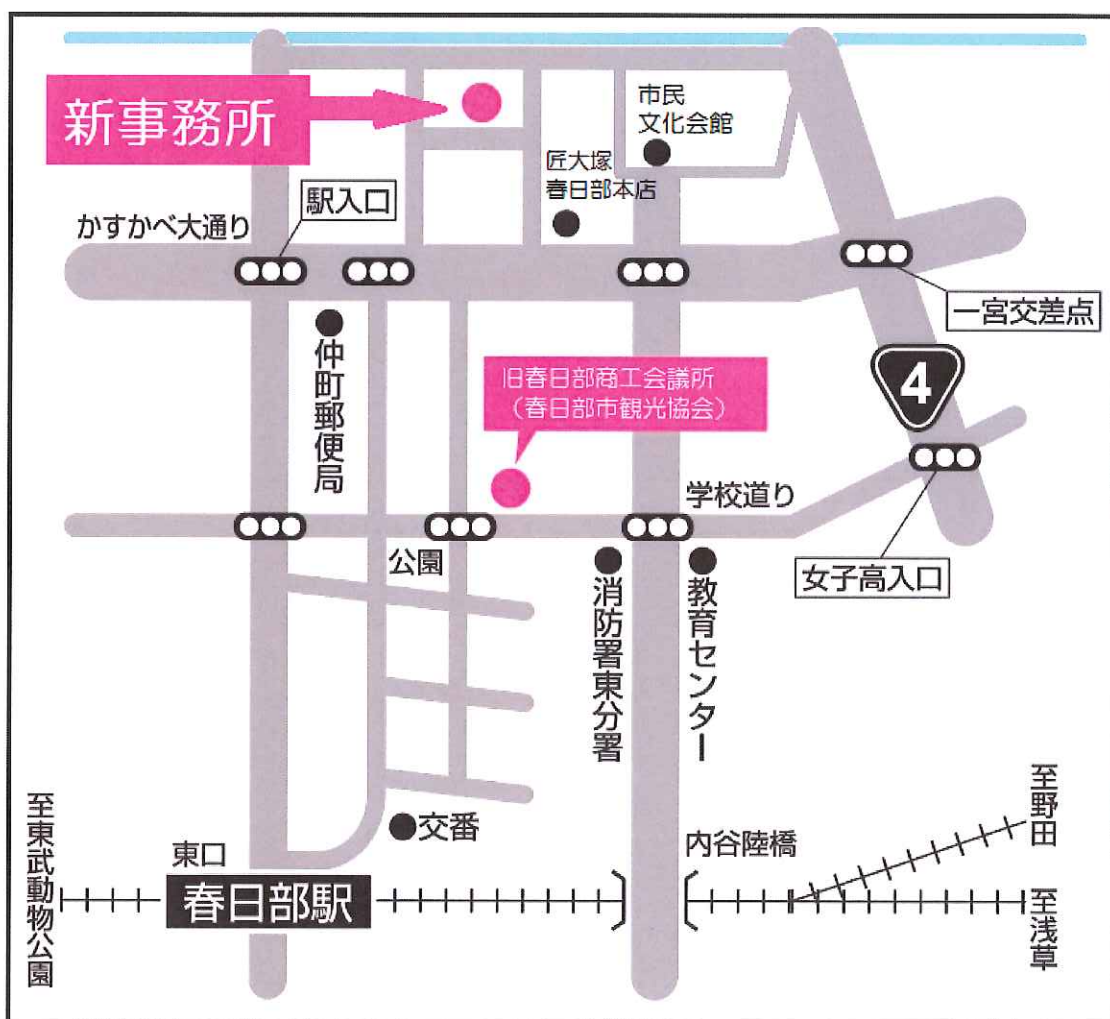 新事務所
市民
文化会館
匠大塚
春日部本店
駅入口
かすかべ大通り
一宮交差点
仲町郵便局
旧春日部商工会議所
(春日部市観光協会)
4
学校道り
公園
女子高入口
消防署東分署
教育センター
至東武動物公園
交番
東口
内谷陸橋
至野田
春日部駅
至浅草